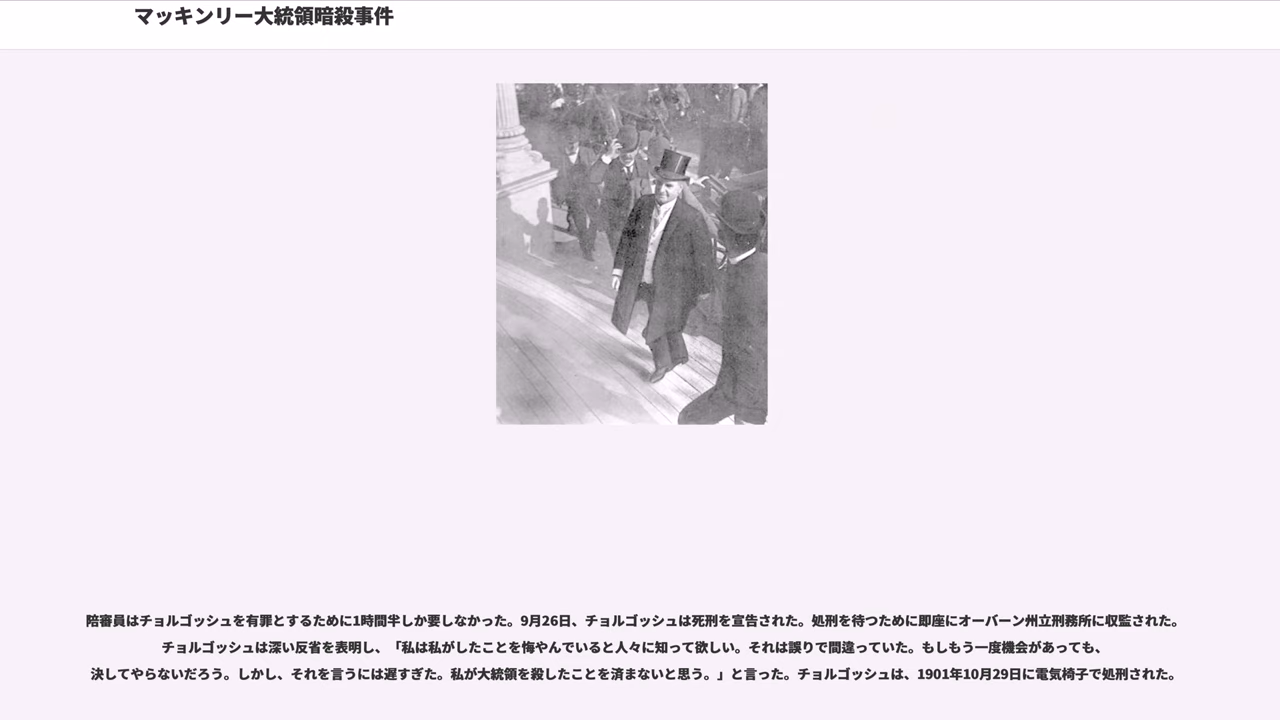 マッキンリー大統領暗殺事件
陪審員はチョルゴッシュを有罪とするために1時間半しか要しなかった。9月26日、チョルゴッシュは死刑を宣告された。処刑を待つために即座にオーバーン州立刑務所に収監された。
チョルゴッシュは深い反省を表明し、「私は私がしたことを悔やんでいると人々に知って欲しい。それは誤りで間違っていた。もしもう一度機会があっても、
決してやらないだろう。しかし、それを言うには遅すぎた。私が大統領を殺したことを済まないと思う。」と言った。チョルゴッシュは、1901年10月29日に電気椅子で処刑された。